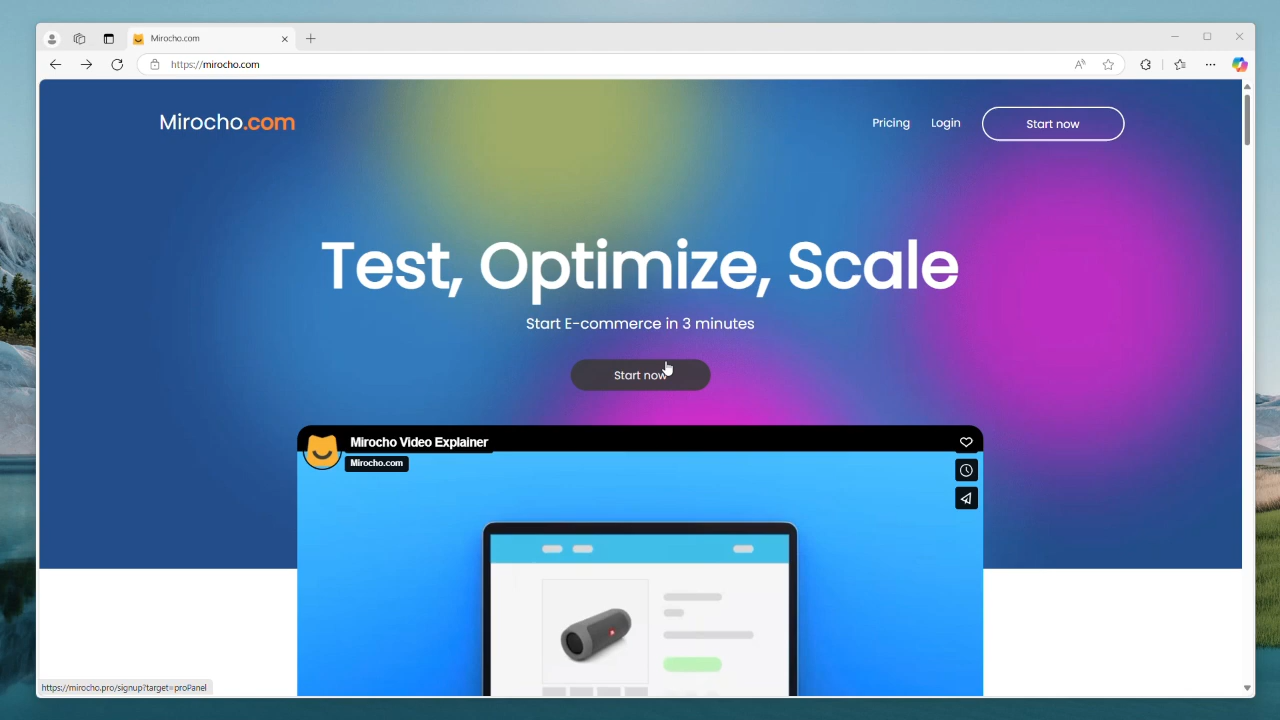 Mirocho.com
https://mirocho.com
Mirocho.com
Pricing
Login
Start now
Test, Optimize, Scale
Start E-commerce in 3 minutes
Start now
Mirocho Video Explainer
Mirocho.com
https://mirocho.pro/signup?target=proPanel